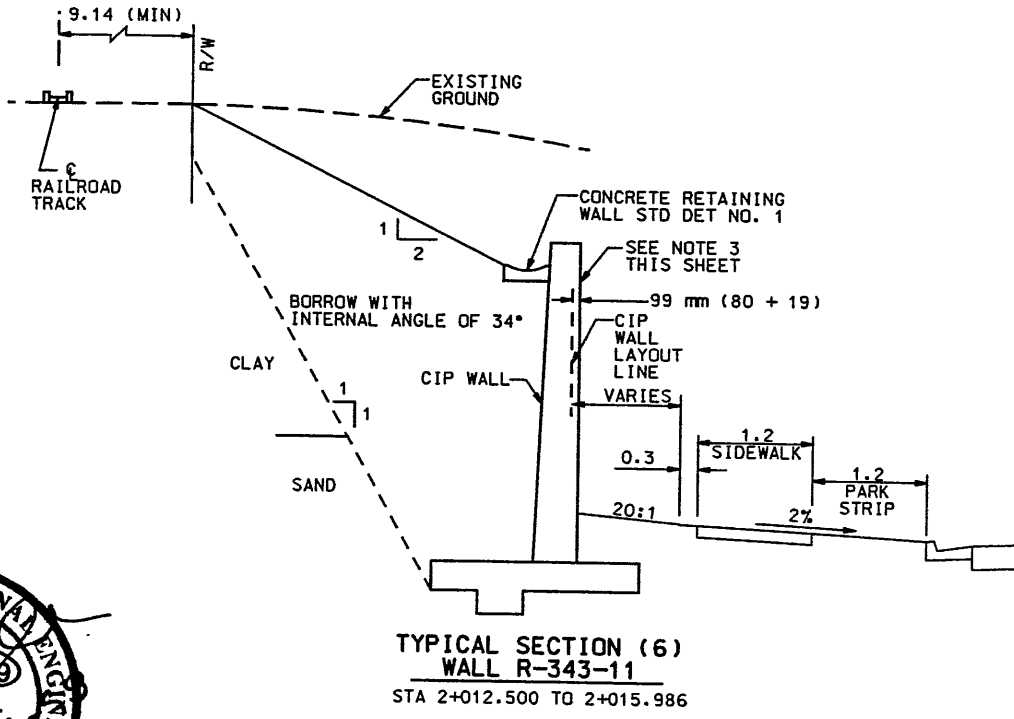 9.14 (MIN)
R/W
EXISTING
GROUND
℄
RAILROAD
TRACK
1
2
CONCRETE RETAINING
WALL STD DET NO. 1
SEE NOTE 3
THIS SHEET
99 mm (80 + 19)
BORROW WITH
INTERNAL ANGLE OF 34°
CIP
WALL
LAYOUT
LINE
CLAY
CIP WALL
VARIES
1
1
1.2
SIDEWALK
0.3
1.2
PARK
STRIP
SAND
20:1
2%
TYPICAL SECTION (6)
WALL R-343-11
STA 2+012.500 TO 2+015.986
NAL ENGIN